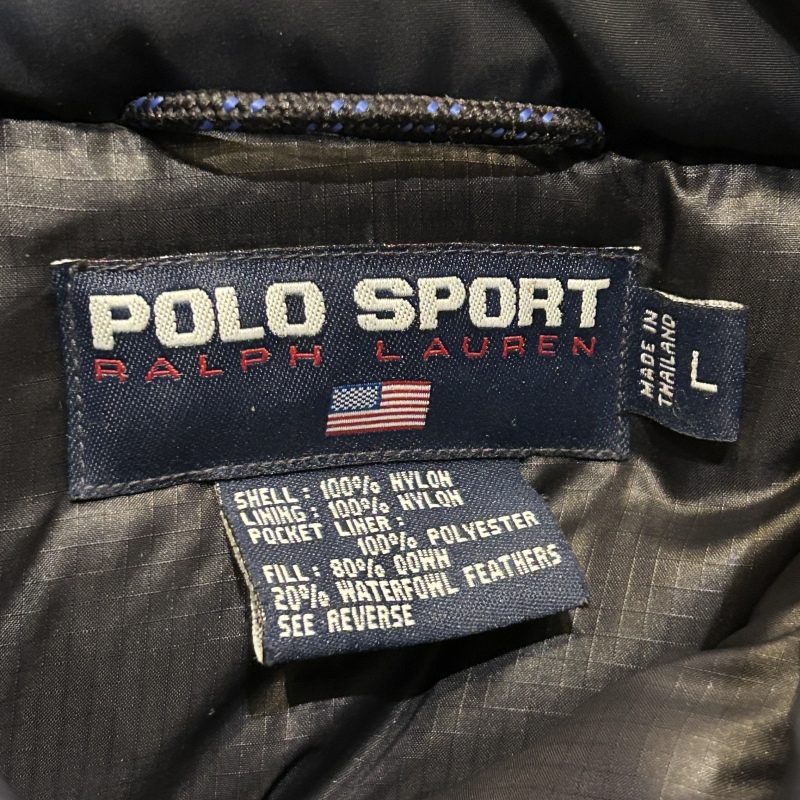 POLO SPORT
RALPH LAUREN
MADE IN
THAILAND
L
SHELL: 100% NYLON
LINING: 100% NYLON
POCKET LINER:
100% POLYESTER
FILL: 80% DOWN
20% WATERFOWL FEATHERS
SEE REVERSE